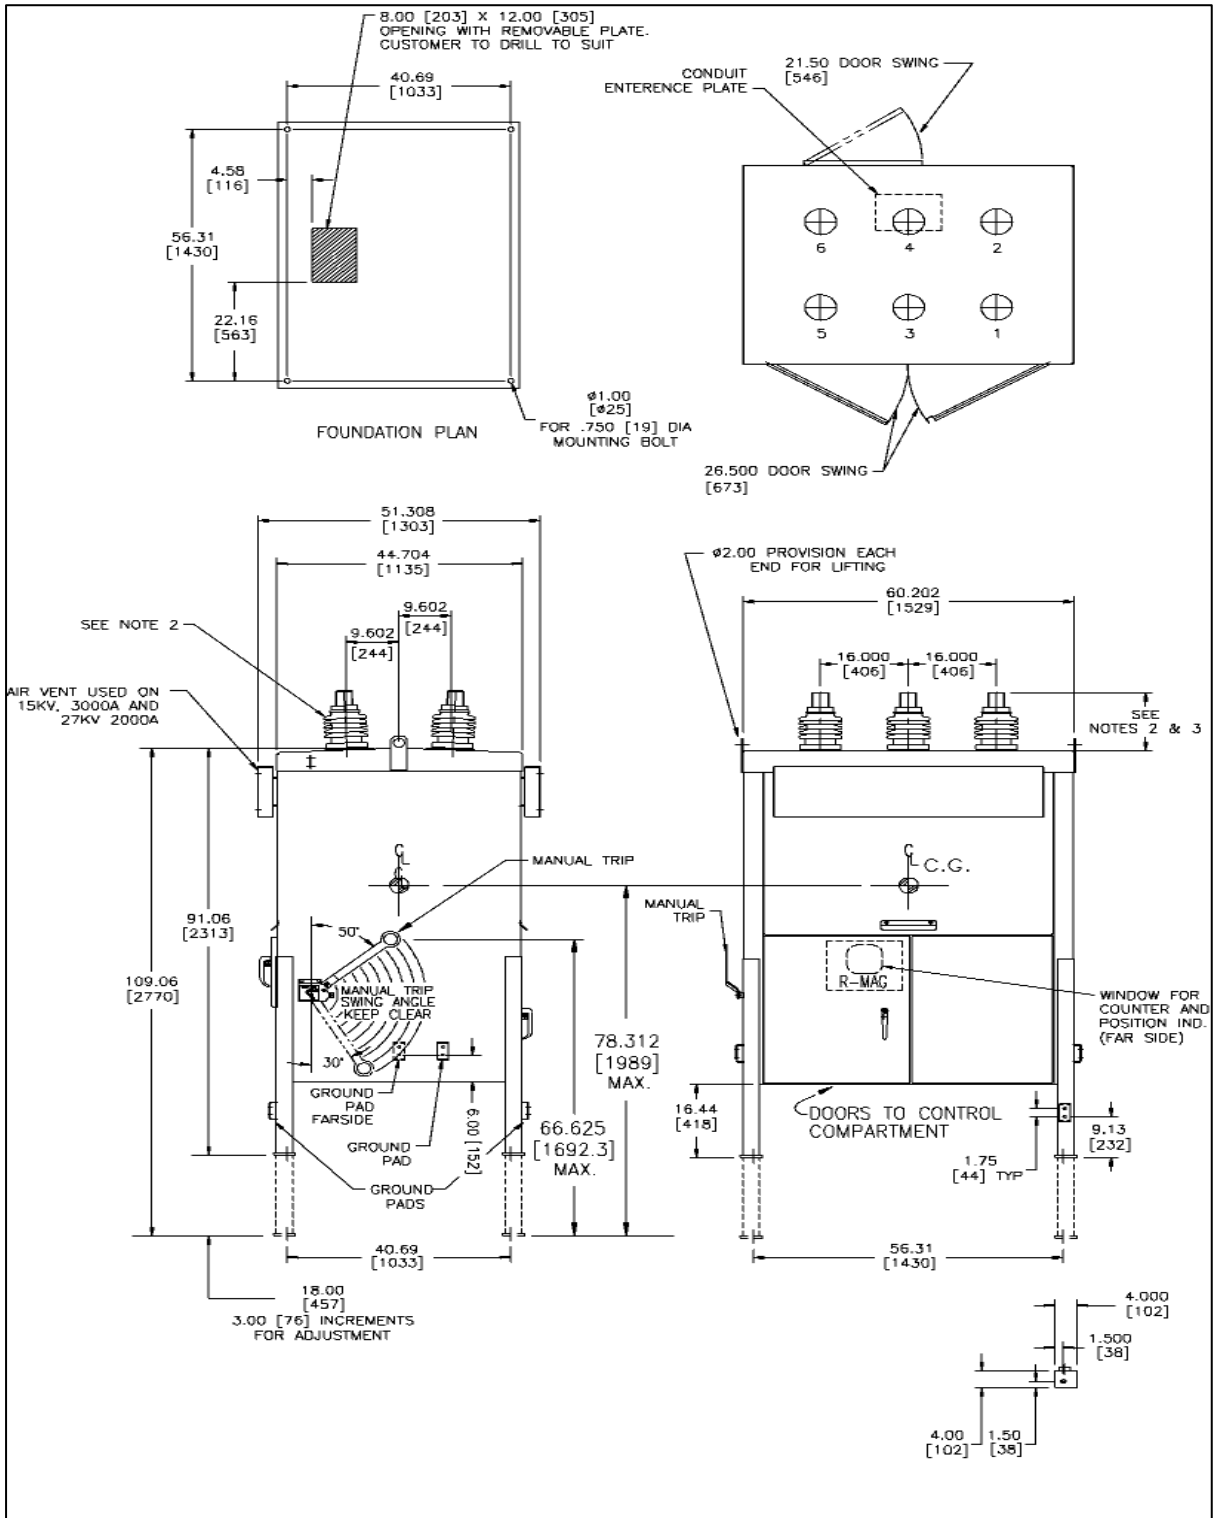 8.00 [203] X 12.00 [305]
OPENING WITH REMOVABLE PLATE.
CUSTOMER TO DRILL TO SUIT
40.69
[1033]
4.58
[116]
56.31
[1430]
22.16
[563]
ø1.00
[ø25]
FOR .750 [19] DIA
MOUNTING BOLT
FOUNDATION PLAN
21.50 DOOR SWING
[546]
CONDUIT
ENTERENCE PLATE
6
4
2
5
3
1
26.500 DOOR SWING
[673]
51.308
[1303]
44.704
[1135]
9.602
[244]
9.602
[244]
SEE NOTE 2
AIR VENT USED ON
15KV, 3000A AND
27KV 2000A
CL
MANUAL TRIP
91.06
[2313]
109.06
[2770]
50°
MANUAL TRIP
SWING ANGLE
KEEP CLEAR
30°
GROUND
PAD
FARSIDE
GROUND
PAD
GROUND
PADS
6.00 [152]
66.625
[1692.3]
MAX.
78.312
[1989]
MAX.
40.69
[1033]
18.00
[457]
3.00 [76] INCREMENTS
FOR ADJUSTMENT
ø2.00 PROVISION EACH
END FOR LIFTING
60.202
[1529]
16.000
[406]
16.000
[406]
SEE
NOTES 2 & 3
CL
C.G.
MANUAL
TRIP
R-MAG
WINDOW FOR
COUNTER AND
POSITION IND.
(FAR SIDE)
16.44
[418]
DOORS TO CONTROL
COMPARTMENT
9.13
[232]
1.75
[44] TYP
56.31
[1430]
4.000
[102]
1.500
[38]
4.00
[102]
1.50
[38]